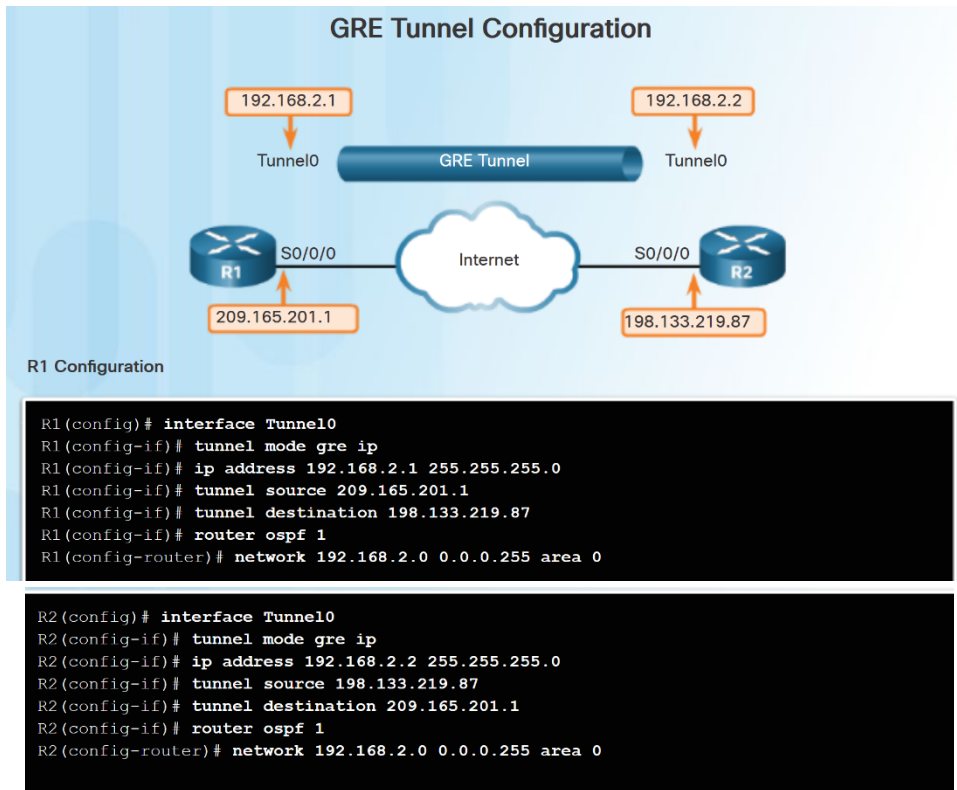 GRE Tunnel Configuration
192.168.2.1
192.168.2.2
Tunnel0
GRE Tunnel
Tunnel0
S0/0/0
Internet
S0/0/0
R1
R2
209.165.201.1
198.133.219.87
R1 Configuration
R1(config)# interface Tunnel0
R1(config-if)# tunnel mode gre ip
R1(config-if)# ip address 192.168.2.1 255.255.255.0
R1(config-if)# tunnel source 209.165.201.1
R1(config-if)# tunnel destination 198.133.219.87
R1(config-if)# router ospf 1
R1(config-router)# network 192.168.2.0 0.0.0.255 area 0
R2(config)# interface Tunnel0
R2(config-if)# tunnel mode gre ip
R2(config-if)# ip address 192.168.2.2 255.255.255.0
R2(config-if)# tunnel source 198.133.219.87
R2(config-if)# tunnel destination 209.165.201.1
R2(config-if)# router ospf 1
R2(config-router)# network 192.168.2.0 0.0.0.255 area 0